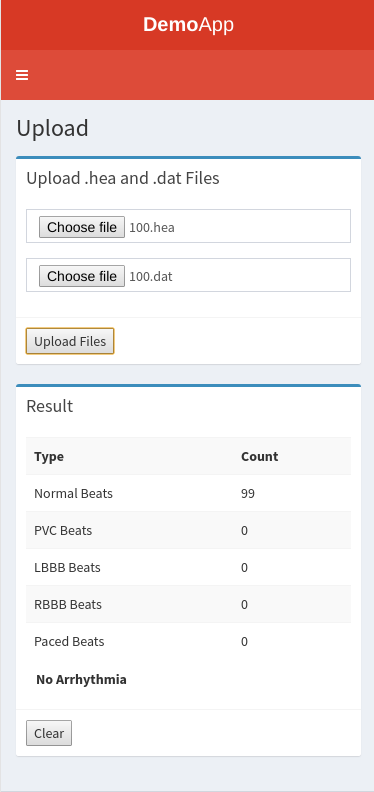 DemoApp
Upload
Upload .hea and .dat Files
Choose file 100.hea
Choose file 100.dat
Upload Files
Result
Type Count
Normal Beats 99
PVC Beats 0
LBBB Beats 0
RBBB Beats 0
Paced Beats 0
No Arrhythmia
Clear